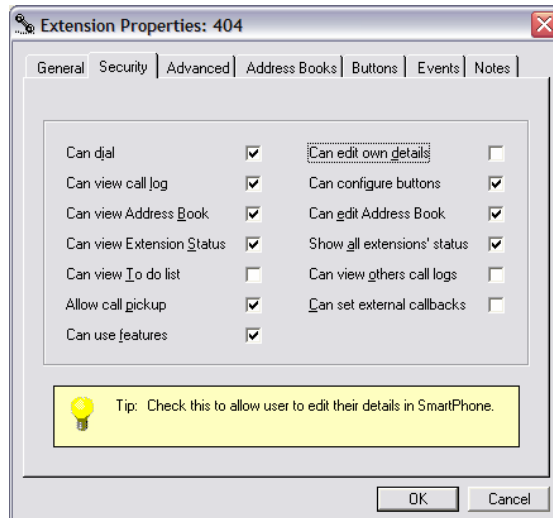 Extension Properties: 404
General Security Advanced Address Books Buttons Events Notes
Can dial Can edit own details
Can view call log Can configure buttons
Can view Address Book Can edit Address Book
Can view Extension Status Show all extensions' status
Can view To do list Can view others call logs
Allow call pickup Can set external callbacks
Can use features
Tip: Check this to allow user to edit their details in SmartPhone.
OK Cancel